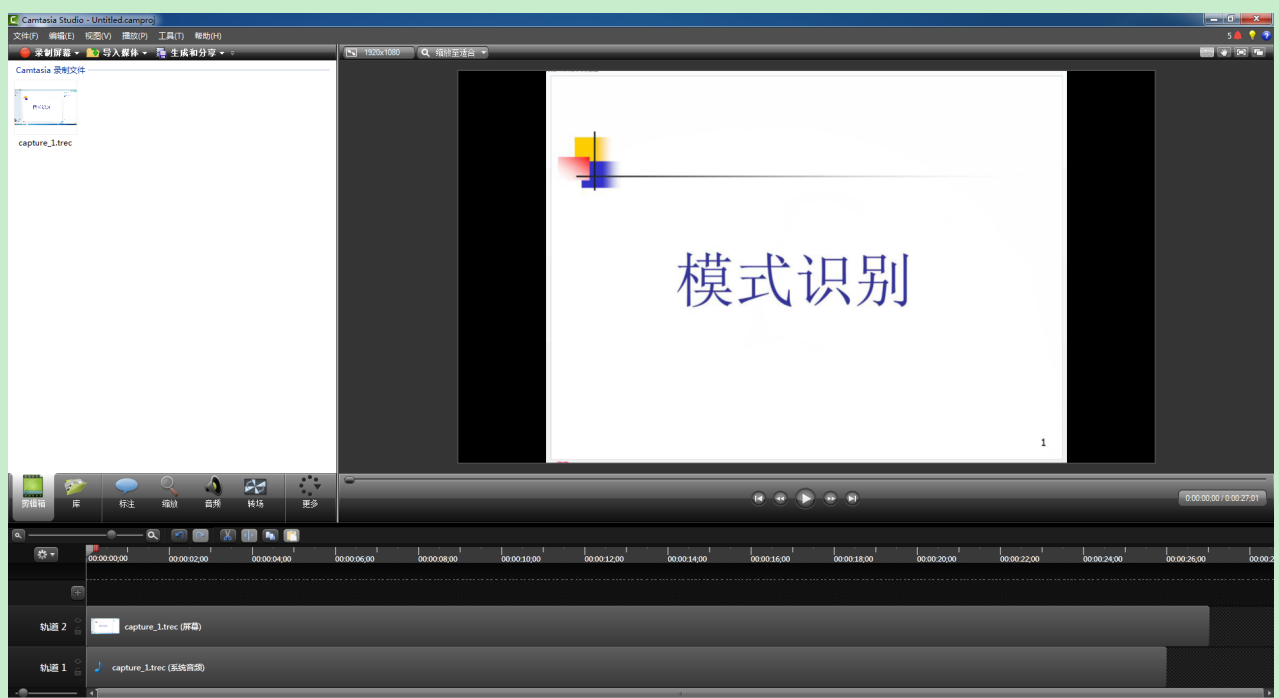 Camtasia Studio - Untitled.camproj
文件(F) 编辑(E) 视图(V) 播放(P) 工具(T) 帮助(H)
5
录制屏幕 导入媒体 生成和分享
1920x1080 缩放至适合
Camtasia 录制文件
capture_1.trec
模式识别
1
剪辑箱 库 标注 缩放 音频 转场 更多
0:00:00;00 / 0:00:27;01
00:00:00;00 00:00:02;00 00:00:04;00 00:00:06;00 00:00:08;00 00:00:10;00 00:00:12;00 00:00:14;00 00:00:16;00 00:00:18;00 00:00:20;00 00:00:22;00 00:00:24;00 00:00:26;00
轨道 2 capture_1.trec (屏幕)
轨道 1 capture_1.trec (系统音频)